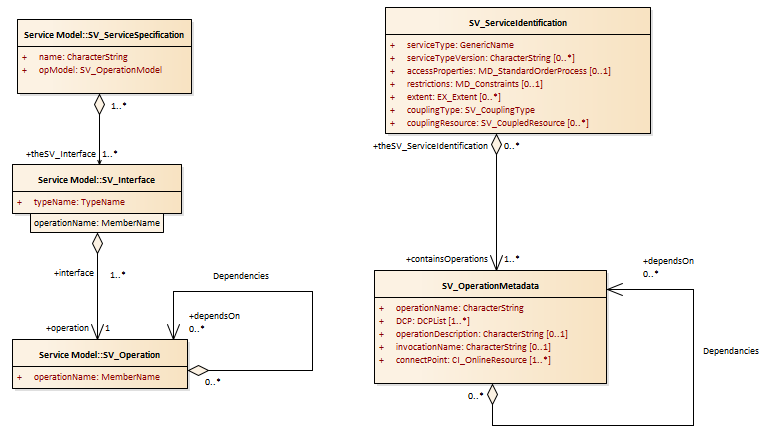 Service Model::SV_ServiceSpecification
+ name: CharacterString
+ opModel: SV_OperationModel
1..*
+theSV_Interface 1..*
Service Model::SV_Interface
+ typeName: TypeName
operationName: MemberName
+interface 1..*
+operation 1
Service Model::SV_Operation
+ operationName: MemberName
Dependencies
+dependsOn
0..*
0..*
SV_ServiceIdentification
+ serviceType: GenericName
+ serviceTypeVersion: CharacterString [0..*]
+ accessProperties: MD_StandardOrderProcess [0..1]
+ restrictions: MD_Constraints [0..1]
+ extent: EX_Extent [0..*]
+ couplingType: SV_CouplingType
+ couplingResource: SV_CoupledResource [0..*]
+theSV_ServiceIdentification 0..*
+containsOperations 1..*
SV_OperationMetadata
+ operationName: CharacterString
+ DCP: DCPList [1..*]
+ operationDescription: CharacterString [0..1]
+ invocationName: CharacterString [0..1]
+ connectPoint: CI_OnlineResource [1..*]
+dependsOn
0..*
Dependancies
0..*